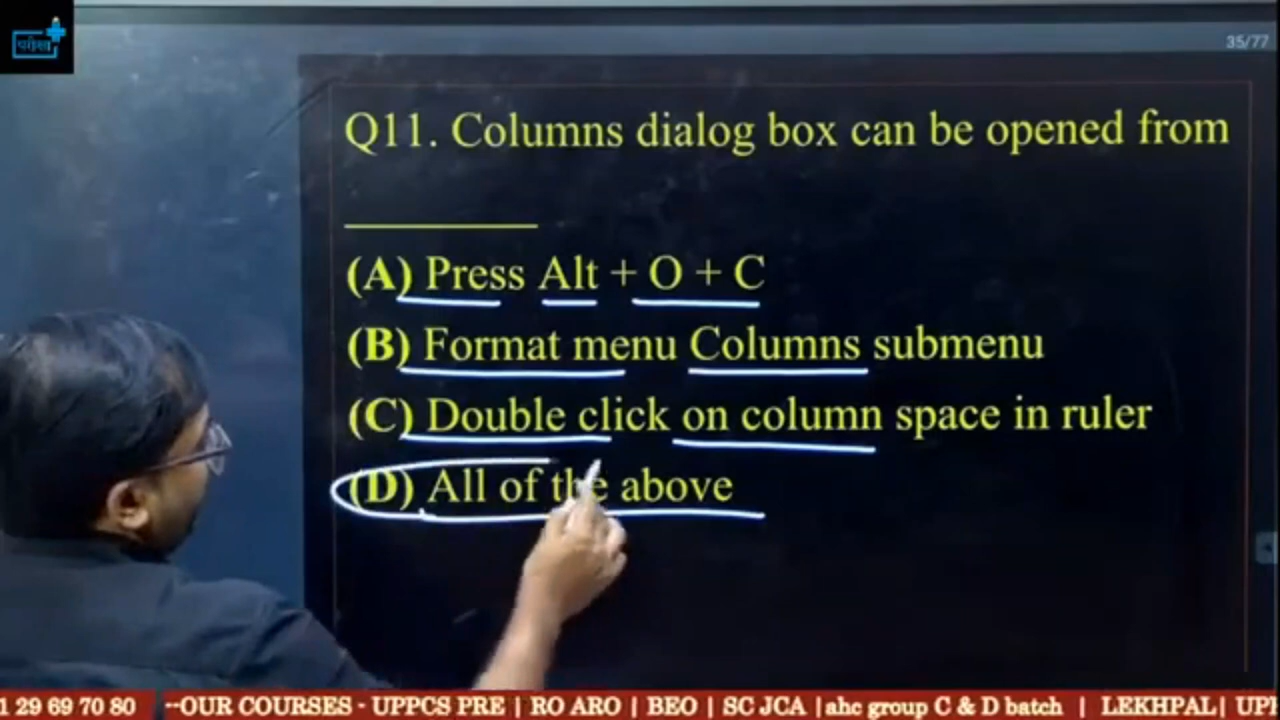 परीक्षा
35/77
Q11. Columns dialog box can be opened from
__________
(A) Press Alt + O + C
(B) Format menu Columns submenu
(C) Double click on column space in ruler
(D) All of the above
1 29 69 70 80 --OUR COURSES - UPPCS PRE | RO ARO | BEO | SC JCA |ahc group C & D batch | LEKHPAL|